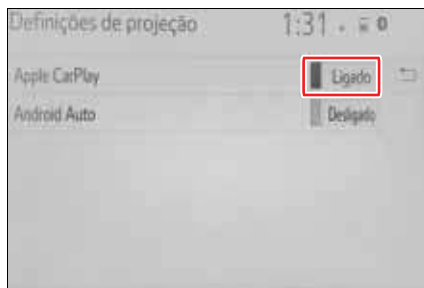 Definições de projeção 1:31
Apple CarPlay Ligado
Android Auto Desligado